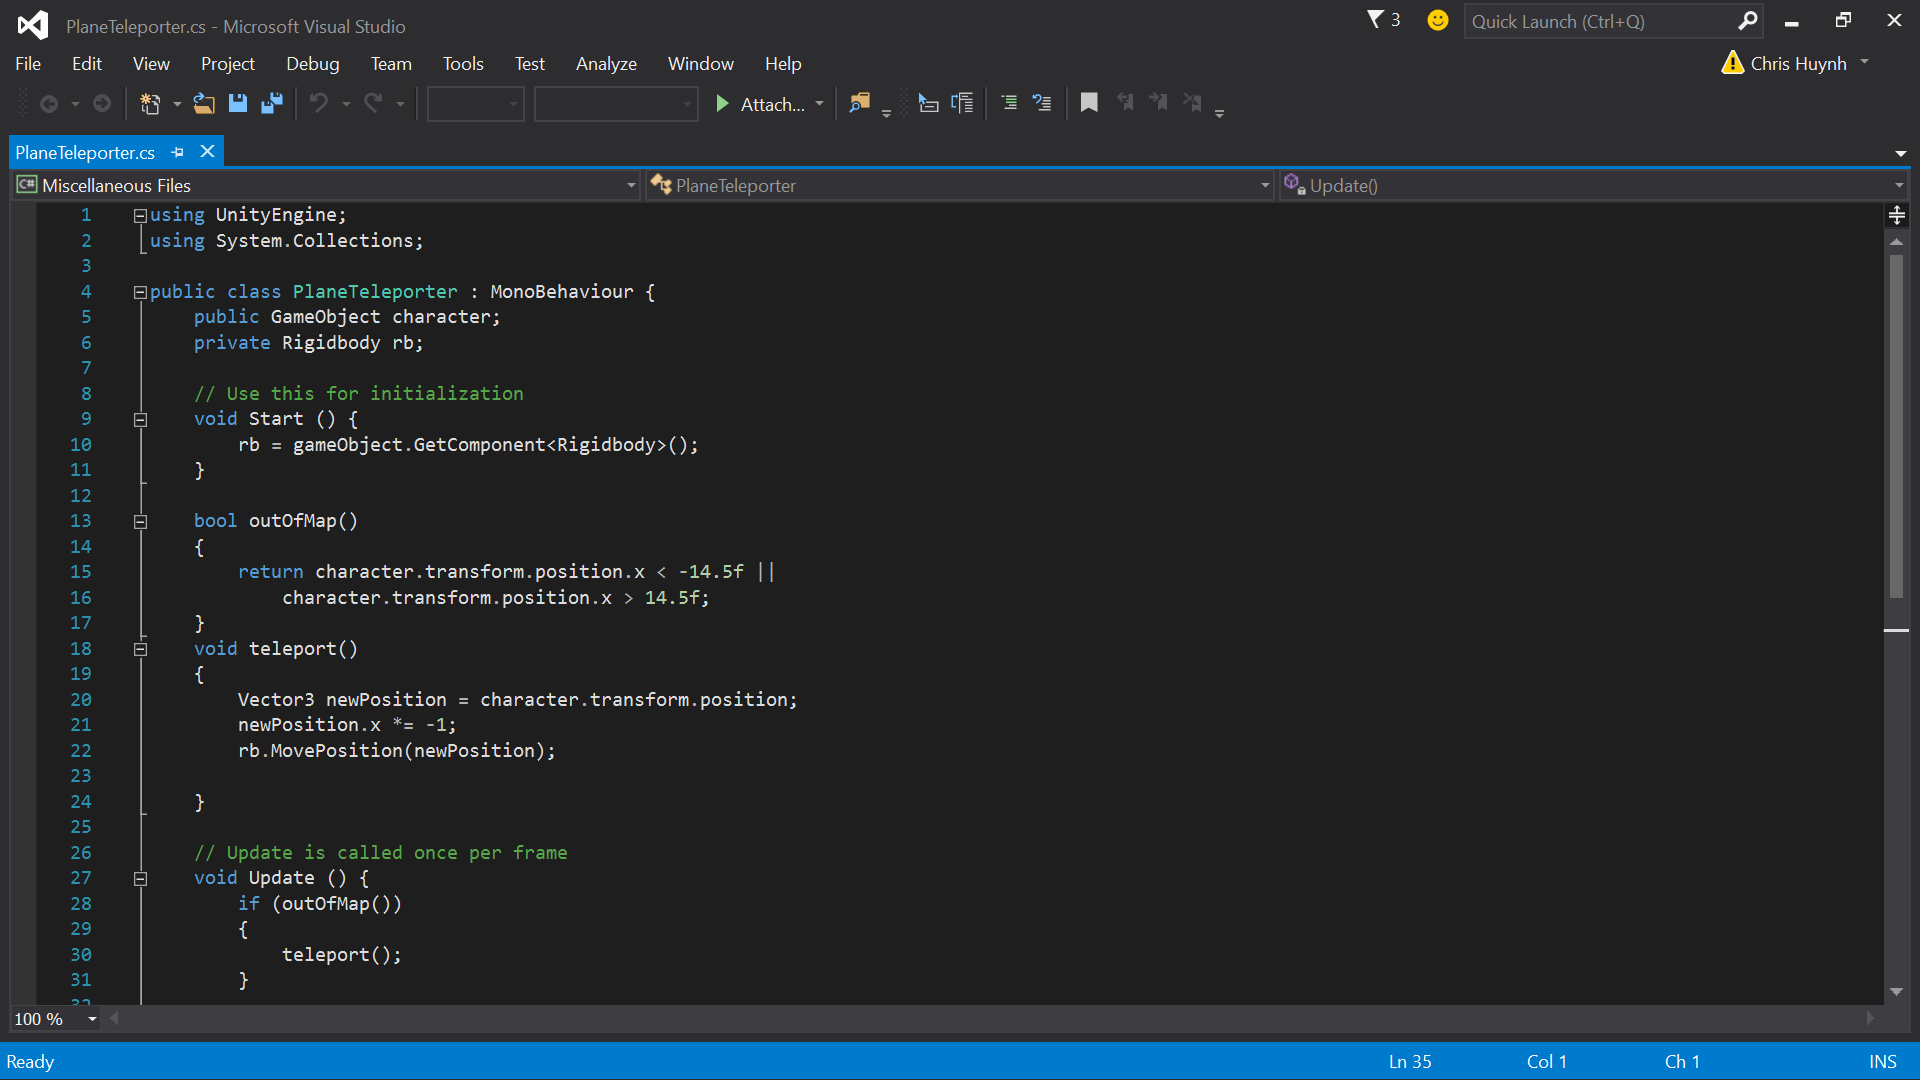 PlaneTeleporter.cs - Microsoft Visual Studio
3
Quick Launch (Ctrl+Q)
File Edit View Project Debug Team Tools Test Analyze Window Help
Chris Huynh
Attach...
PlaneTeleporter.cs
C# Miscellaneous Files
PlaneTeleporter
Update()
1 using UnityEngine;
2 using System.Collections;
3
4 public class PlaneTeleporter : MonoBehaviour {
5 public GameObject character;
6 private Rigidbody rb;
7
8 // Use this for initialization
9 void Start () {
10 rb = gameObject.GetComponent<Rigidbody>();
11 }
12
13 bool outOfMap()
14 {
15 return character.transform.position.x < -14.5f ||
16 character.transform.position.x > 14.5f;
17 }
18 void teleport()
19 {
20 Vector3 newPosition = character.transform.position;
21 newPosition.x *= -1;
22 rb.MovePosition(newPosition);
23
24 }
25
26 // Update is called once per frame
27 void Update () {
28 if (outOfMap())
29 {
30 teleport();
31 }
32
100 %
Ready
Ln 35
Col 1
Ch 1
INS